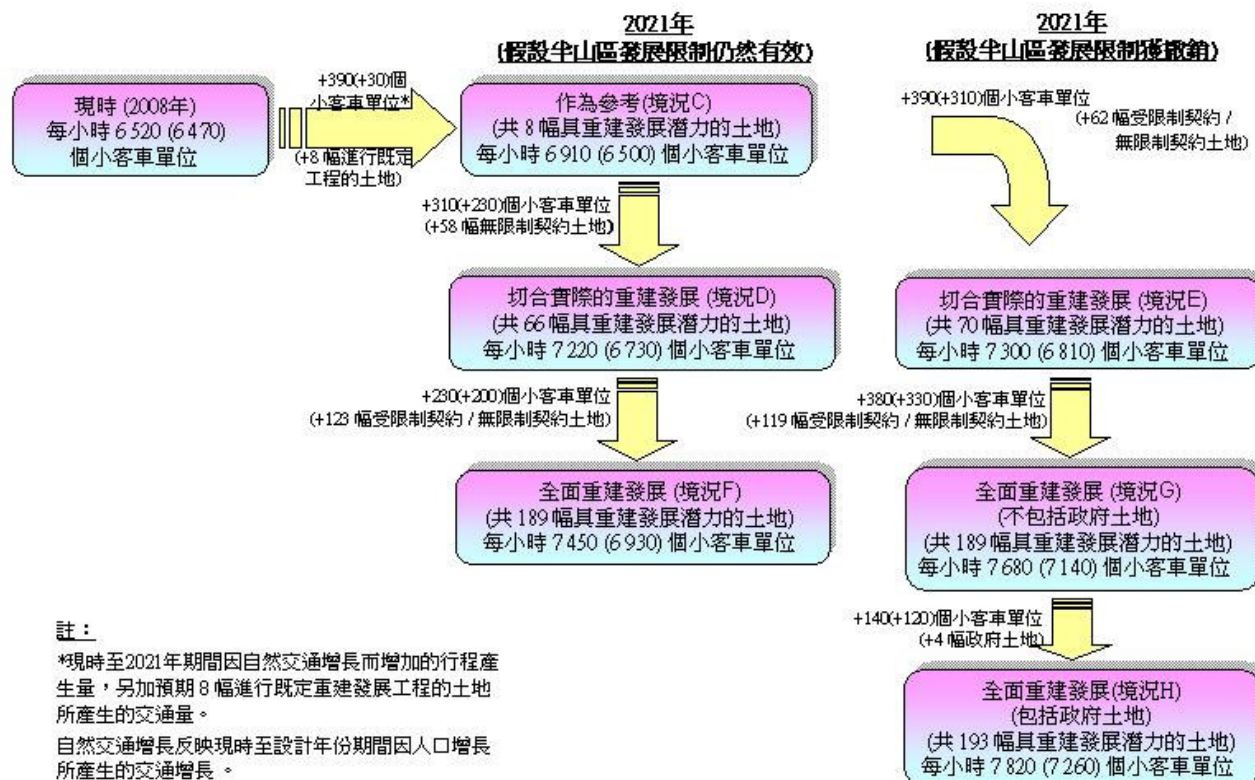 2021年
(假設半山區發展限制仍然有效)
2021年
(假設半山區發展限制獲撤銷)
現時 (2008年)
每小時 6 520 (6 470)
個小客車單位
+390(+30)個
小客車單位*
(+8 幅進行既定
工程的土地)
作為參考(境況C)
(共 8 幅具重建發展潛力的土地)
每小時 6 910 (6 500) 個小客車單位
+390(+310)個小客車單位
(+62 幅受限制契約 /
無限制契約土地)
+310(+230)個小客車單位
(+58 幅無限制契約土地)
切合實際的重建發展 (境況D)
(共 66 幅具重建發展潛力的土地)
每小時 7 220 (6 730) 個小客車單位
切合實際的重建發展 (境況E)
(共 70 幅具重建發展潛力的土地)
每小時 7 300 (6 810) 個小客車單位
+230(+200)個小客車單位
(+123 幅受限制契約 / 無限制契約土地)
+380(+330)個小客車單位
(+119 幅受限制契約 / 無限制契約土地)
全面重建發展 (境況F)
(共 189 幅具重建發展潛力的土地)
每小時 7 450 (6 930) 個小客車單位
全面重建發展 (境況G)
(不包括政府土地)
(共 189 幅具重建發展潛力的土地)
每小時 7 680 (7 140) 個小客車單位
+140(+120)個小客車單位
(+4 幅政府土地)
全面重建發展(境況H)
(包括政府土地)
(共 193 幅具重建發展潛力的土地)
每小時 7 820 (7 260) 個小客車單位
註：
*現時至2021年期間因自然交通增長而增加的行程產
生量，另加預期 8 幅進行既定重建發展工程的土地
所產生的交通量。
自然交通增長反映現時至設計年份期間因人口增長
所產生的交通增長 。